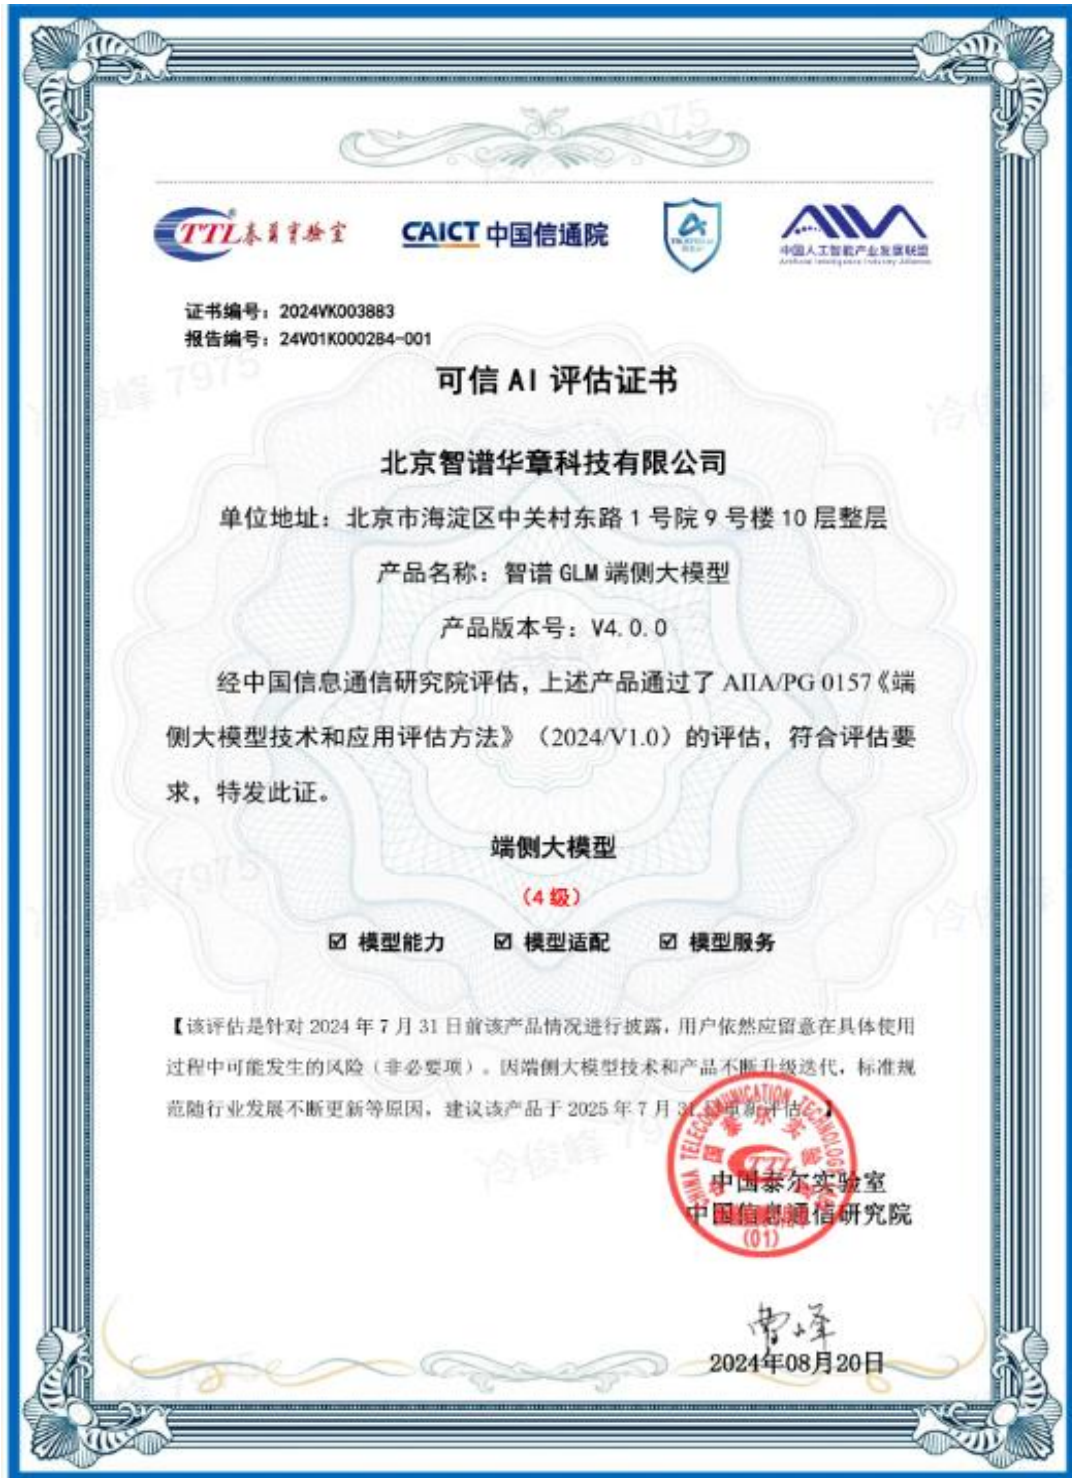 TTL泰尔实验室
CAICT 中国信通院
中国人工智能产业发展联盟
Artificial Intelligence Industry Alliance
证书编号：2024VK003883
报告编号：24V01K000284-001
可信 AI 评估证书
北京智谱华章科技有限公司
单位地址：北京市海淀区中关村东路 1 号院 9 号楼 10 层整层
产品名称：智谱 GLM 端侧大模型
产品版本号：V4.0.0
经中国信息通信研究院评估，上述产品通过了 AIIA/PG 0157《端
侧大模型技术和应用评估方法》（2024/V1.0）的评估，符合评估要
求，特发此证。
端侧大模型
（4 级）
☑ 模型能力 ☑ 模型适配 ☑ 模型服务
【该评估是针对 2024 年 7 月 31 日前该产品情况进行披露，用户依然应留意在具体使用
过程中可能发生的风险（非必要项）。因端侧大模型技术和产品不断升级迭代，标准规
范随行业发展不断更新等原因，建议该产品于 2025 年 7 月 31 日重新评估。】
CHINA TELECOMMUNICATION TECHNOLOGY
TTL
(01)
中国泰尔实验室
中国信息通信研究院
曹峰
2024年08月20日
冷俊峰 7975